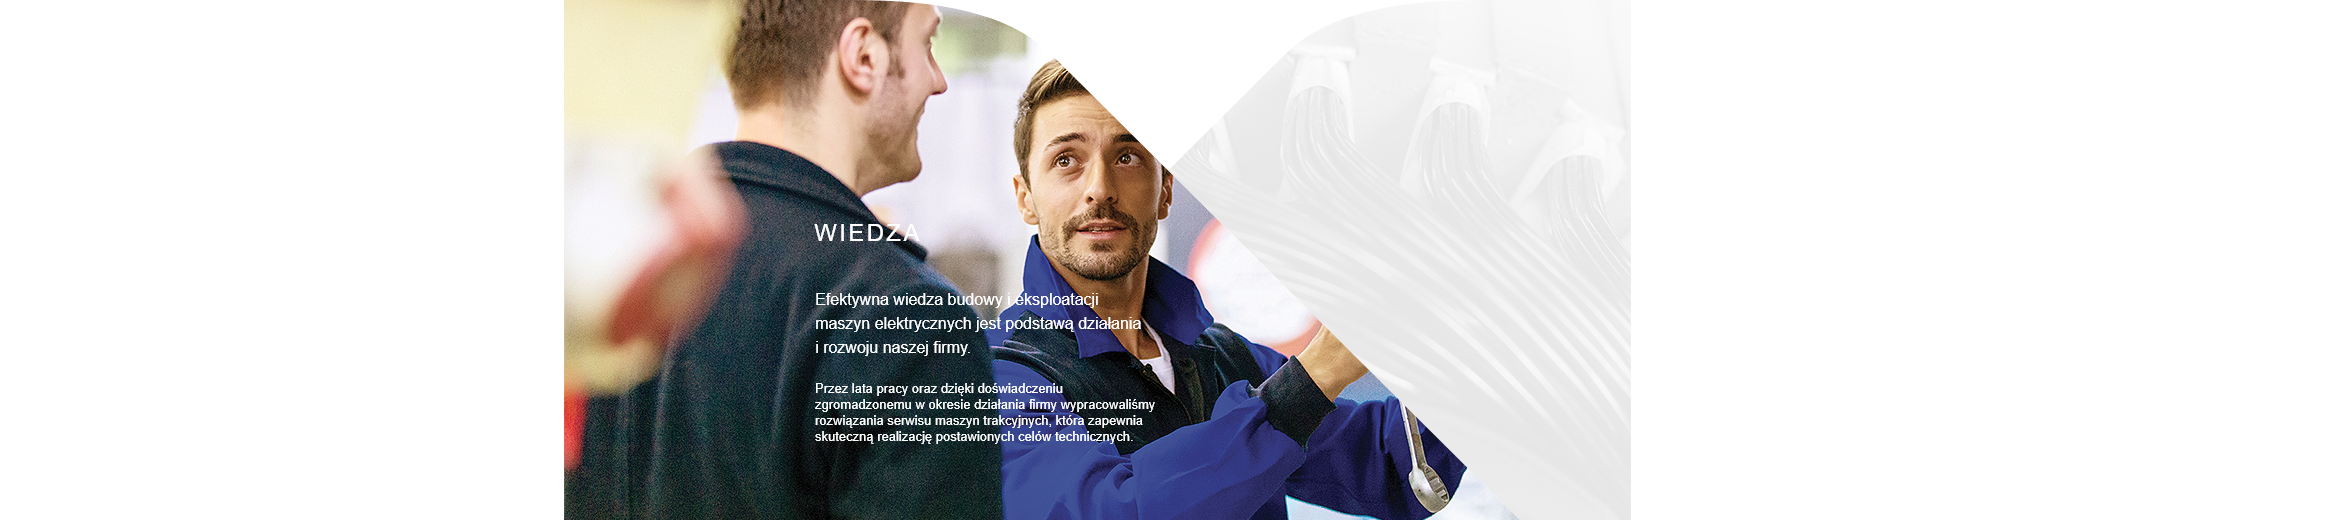 WIEDZA
Efektywna wiedza budowy i eksploatacji
maszyn elektrycznych jest podstawą działania
i rozwoju naszej firmy.
Przez lata pracy oraz dzięki doświadczeniu
zgromadzonemu w okresie działania firmy wypracowaliśmy
rozwiązania serwisu maszyn trakcyjnych, która zapewnia
skuteczną realizację postawionych celów technicznych.